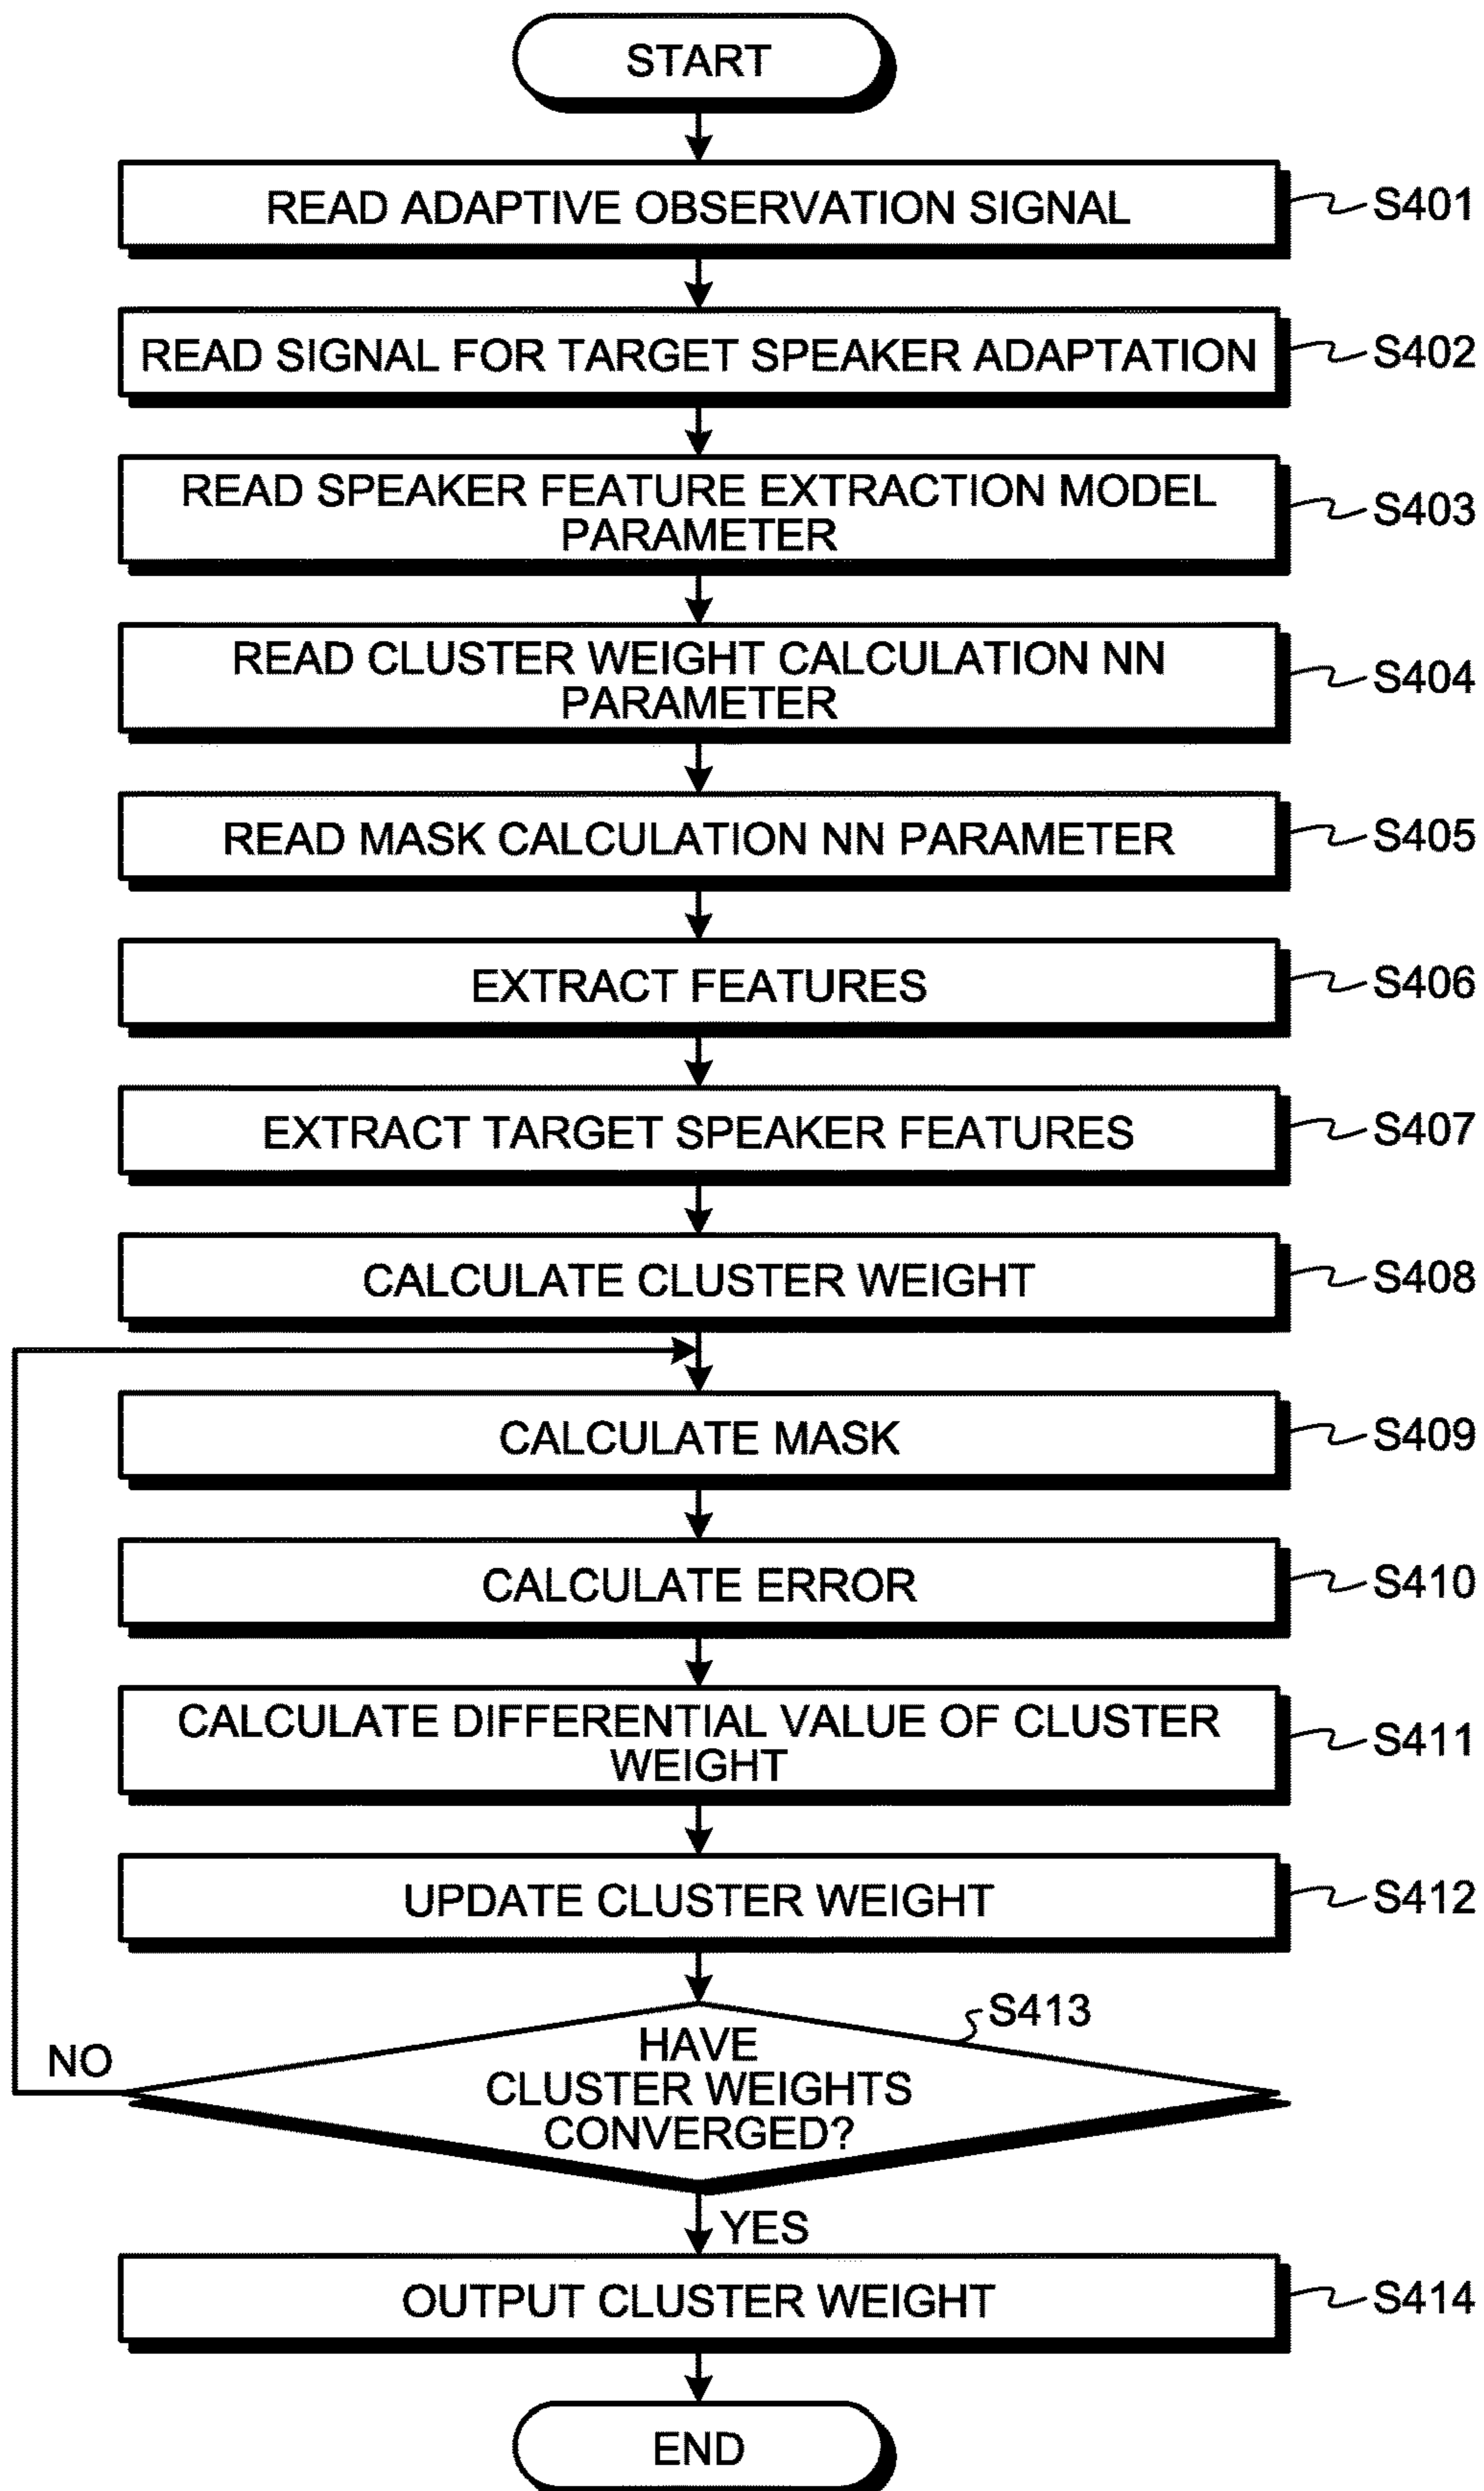 START
READ ADAPTIVE OBSERVATION SIGNAL
S401
READ SIGNAL FOR TARGET SPEAKER ADAPTATION
S402
READ SPEAKER FEATURE EXTRACTION MODEL
PARAMETER
S403
READ CLUSTER WEIGHT CALCULATION NN
PARAMETER
S404
READ MASK CALCULATION NN PARAMETER
S405
EXTRACT FEATURES
S406
EXTRACT TARGET SPEAKER FEATURES
S407
CALCULATE CLUSTER WEIGHT
S408
CALCULATE MASK
S409
CALCULATE ERROR
S410
CALCULATE DIFFERENTIAL VALUE OF CLUSTER
WEIGHT
S411
UPDATE CLUSTER WEIGHT
S412
S413
HAVE
CLUSTER WEIGHTS
CONVERGED?
NO
YES
OUTPUT CLUSTER WEIGHT
S414
END